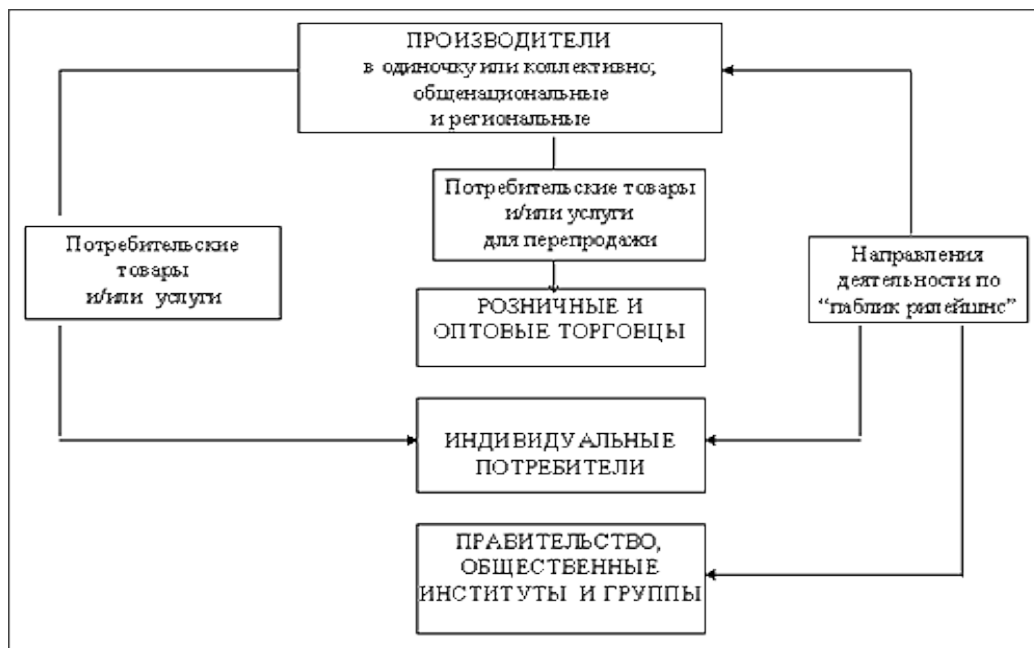 ПРОИЗВОДИТЕЛИ
в одиночку или коллективно;
общенациональные
и региональные
Потребительские товары
и/или услуги
для перепродажи
Потребительские
товары
и/или услуги
Направления
деятельности по
“паблик рилейшнс”
РОЗНИЧНЫЕ И
ОПТОВЫЕ ТОРГОВЦЫ
ИНДИВИДУАЛЬНЫЕ
ПОТРЕБИТЕЛИ
ПРАВИТЕЛЬСТВО,
ОБЩЕСТВЕННЫЕ
ИНСТИТУТЫ И ГРУППЫ